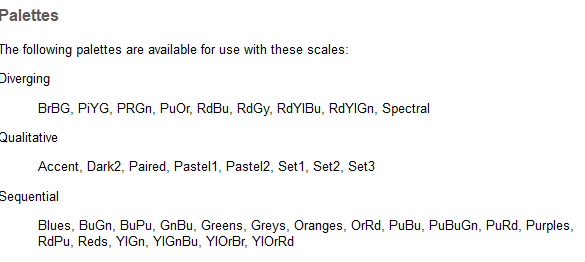 Palettes
The following palettes are available for use with these scales:
Diverging
BrBG, PiYG, PRGn, PuOr, RdBu, RdGy, RdYlBu, RdYlGn, Spectral
Qualitative
Accent, Dark2, Paired, Pastel1, Pastel2, Set1, Set2, Set3
Sequential
Blues, BuGn, BuPu, GnBu, Greens, Greys, Oranges, OrRd, PuBu, PuBuGn, PuRd, Purples,
RdPu, Reds, YlGn, YlGnBu, YlOrBr, YlOrRd